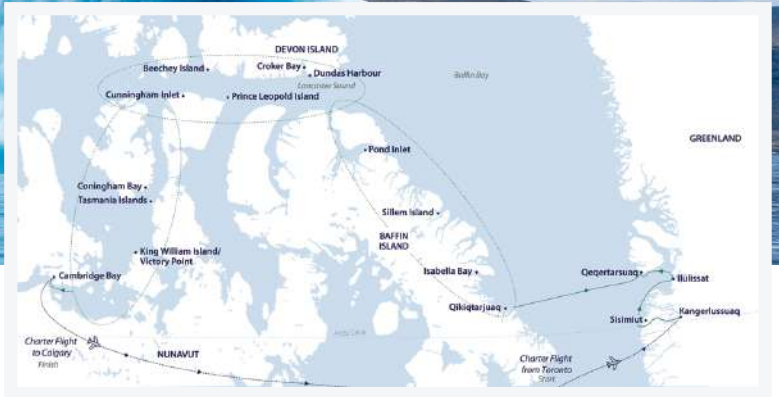 DEVON ISLAND
Beechey Island
Croker Bay
Dundas Harbour
Baffin Bay
Lancaster Sound
Cunningham Inlet
Prince Leopold Island
GREENLAND
Pond Inlet
Coningham Bay
Tasmania Islands
Sillem Island
BAFFIN
ISLAND
King William Island/
Victory Point
Isabella Bay
Qeqertarsuaq
Ilulissat
Cambridge Bay
Qikiqtarjuaq
Sisimiut
Kangerlussuaq
Charter Flight
to Calgary
Finish
NUNAVUT
Charter Flight
from Toronto
Start